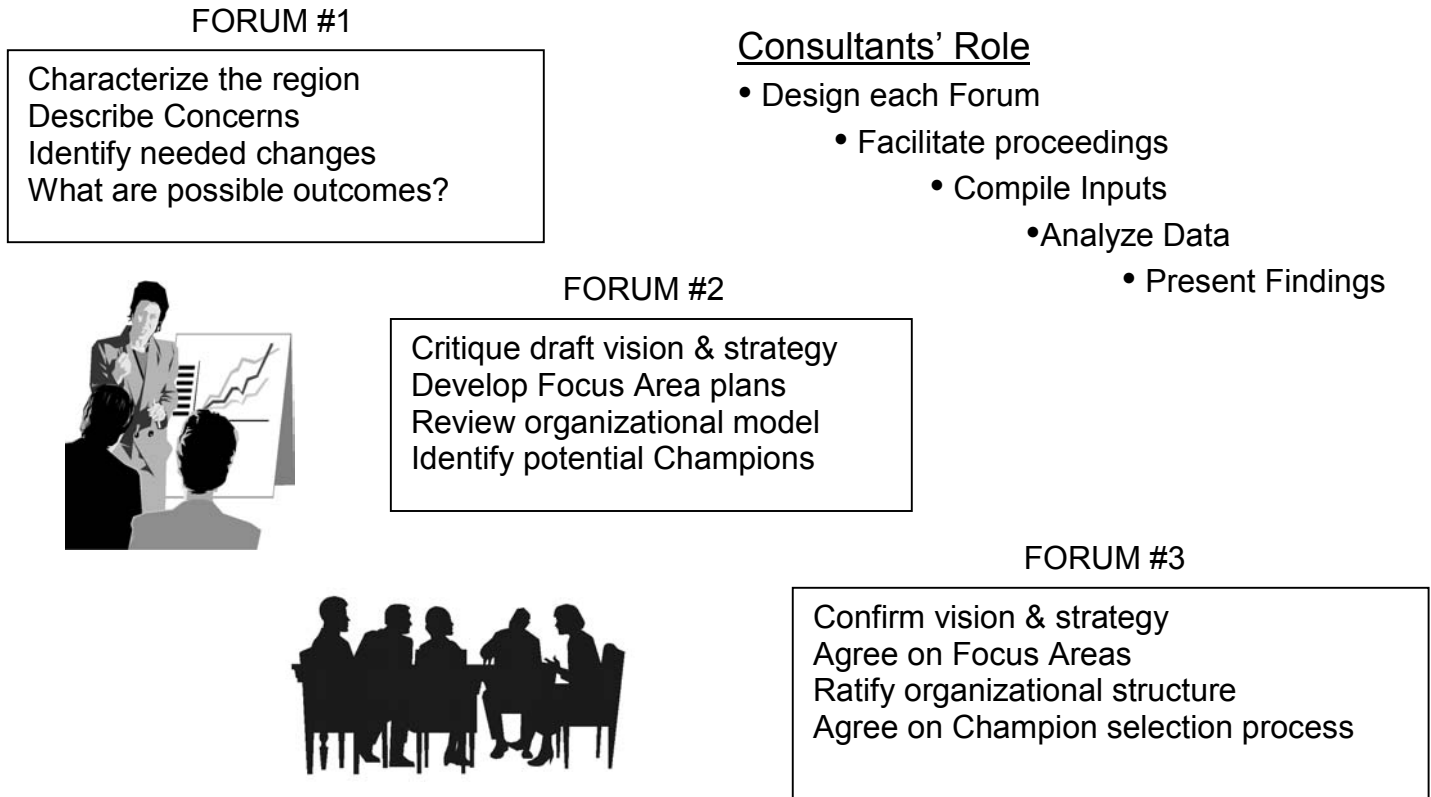 FORUM #1
Characterize the region
Describe Concerns
Identify needed changes
What are possible outcomes?
Consultants’ Role
• Design each Forum
• Facilitate proceedings
• Compile Inputs
•Analyze Data
• Present Findings
FORUM #2
Critique draft vision & strategy
Develop Focus Area plans
Review organizational model
Identify potential Champions
FORUM #3
Confirm vision & strategy
Agree on Focus Areas
Ratify organizational structure
Agree on Champion selection process